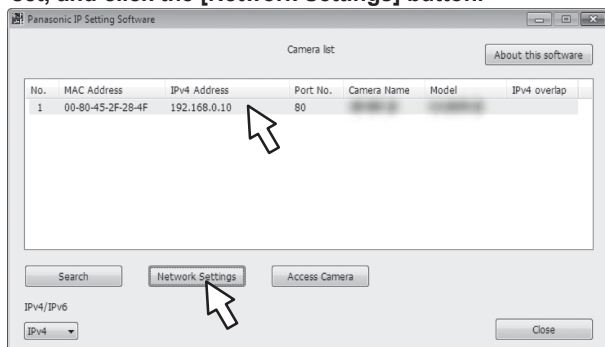 set, and click the [Network Settings] button.
Panasonic IP Setting Software
Camera list
About this software
No. MAC Address IPv4 Address Port No. Camera Name Model IPv4 overlap
1 00-80-45-2F-28-4F 192.168.0.10 80
Search Network Settings Access Camera
IPv4/IPv6
IPv4 Close